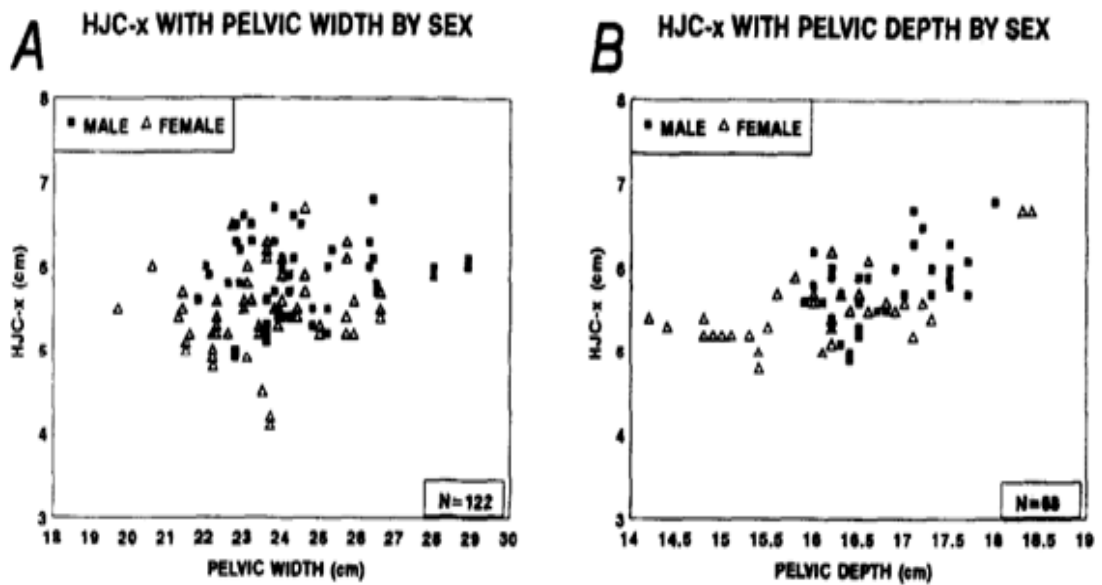 A HJC-x WITH PELVIC WIDTH BY SEX
8
■ MALE △ FEMALE
7
6
5
4
3
HJC-x (cm)
N=122
18 19 20 21 22 23 24 25 26 27 28 29 30
PELVIC WIDTH (cm)
B HJC-x WITH PELVIC DEPTH BY SEX
8
■ MALE △ FEMALE
7
6
5
4
3
HJC-x (cm)
N=68
14 14.5 15 15.5 16 16.5 17 17.5 18 18.5 19
PELVIC DEPTH (cm)